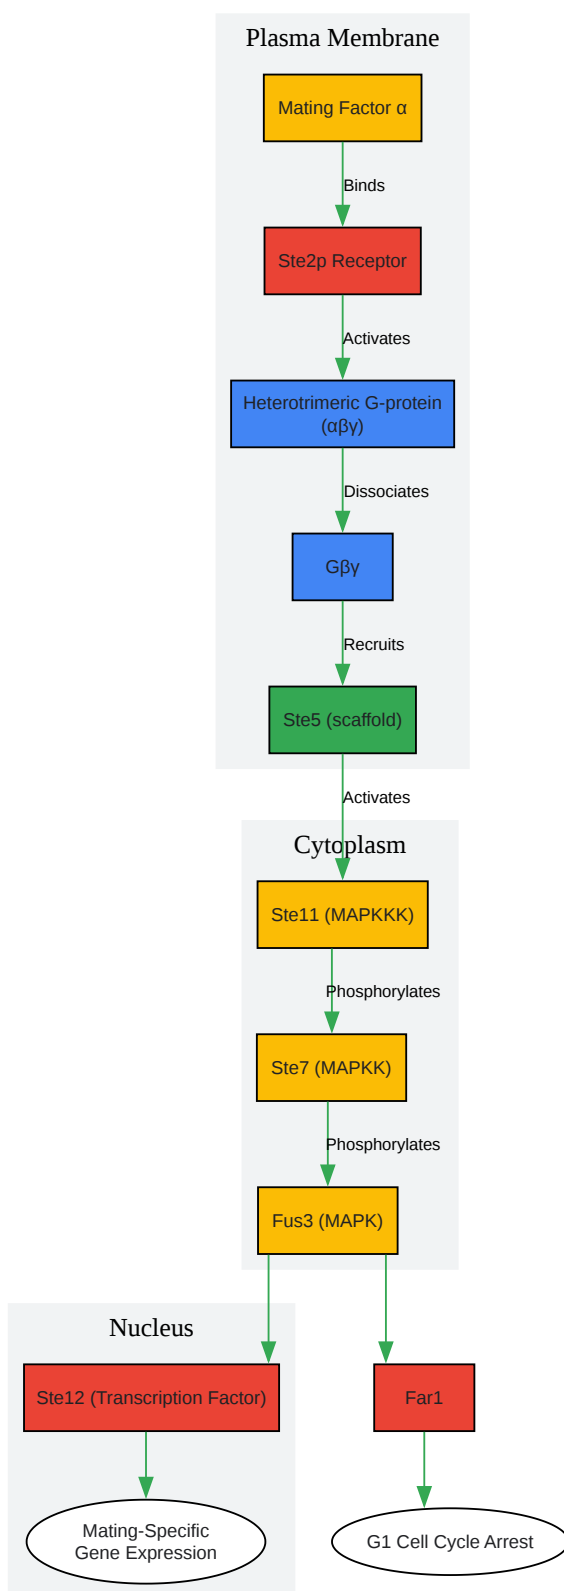 Plasma Membrane
Mating Factor α
Binds
Ste2p Receptor
Activates
Heterotrimeric G-protein
(αβγ)
Dissociates
Gβγ
Recruits
Ste5 (scaffold)
Activates
Cytoplasm
Ste11 (MAPKKK)
Phosphorylates
Ste7 (MAPKK)
Phosphorylates
Fus3 (MAPK)
Nucleus
Ste12 (Transcription Factor)
Far1
Mating-Specific
Gene Expression
G1 Cell Cycle Arrest